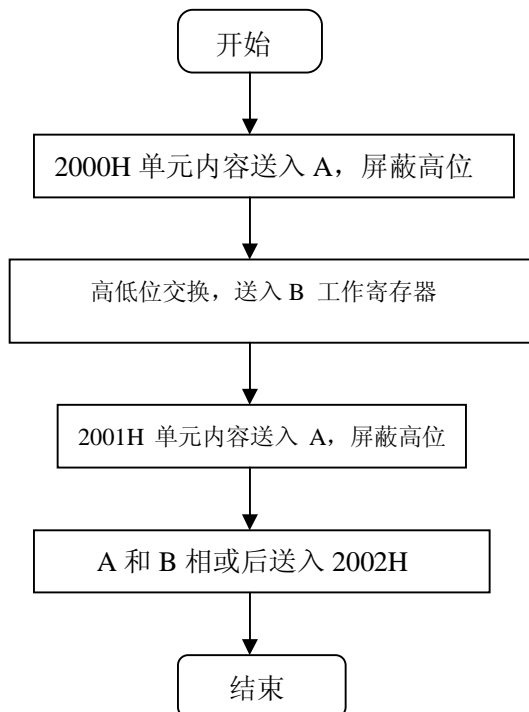 开始
2000H 单元内容送入 A，屏蔽高位
高低位交换，送入 B 工作寄存器
2001H 单元内容送入 A，屏蔽高位
A 和 B 相或后送入 2002H
结束